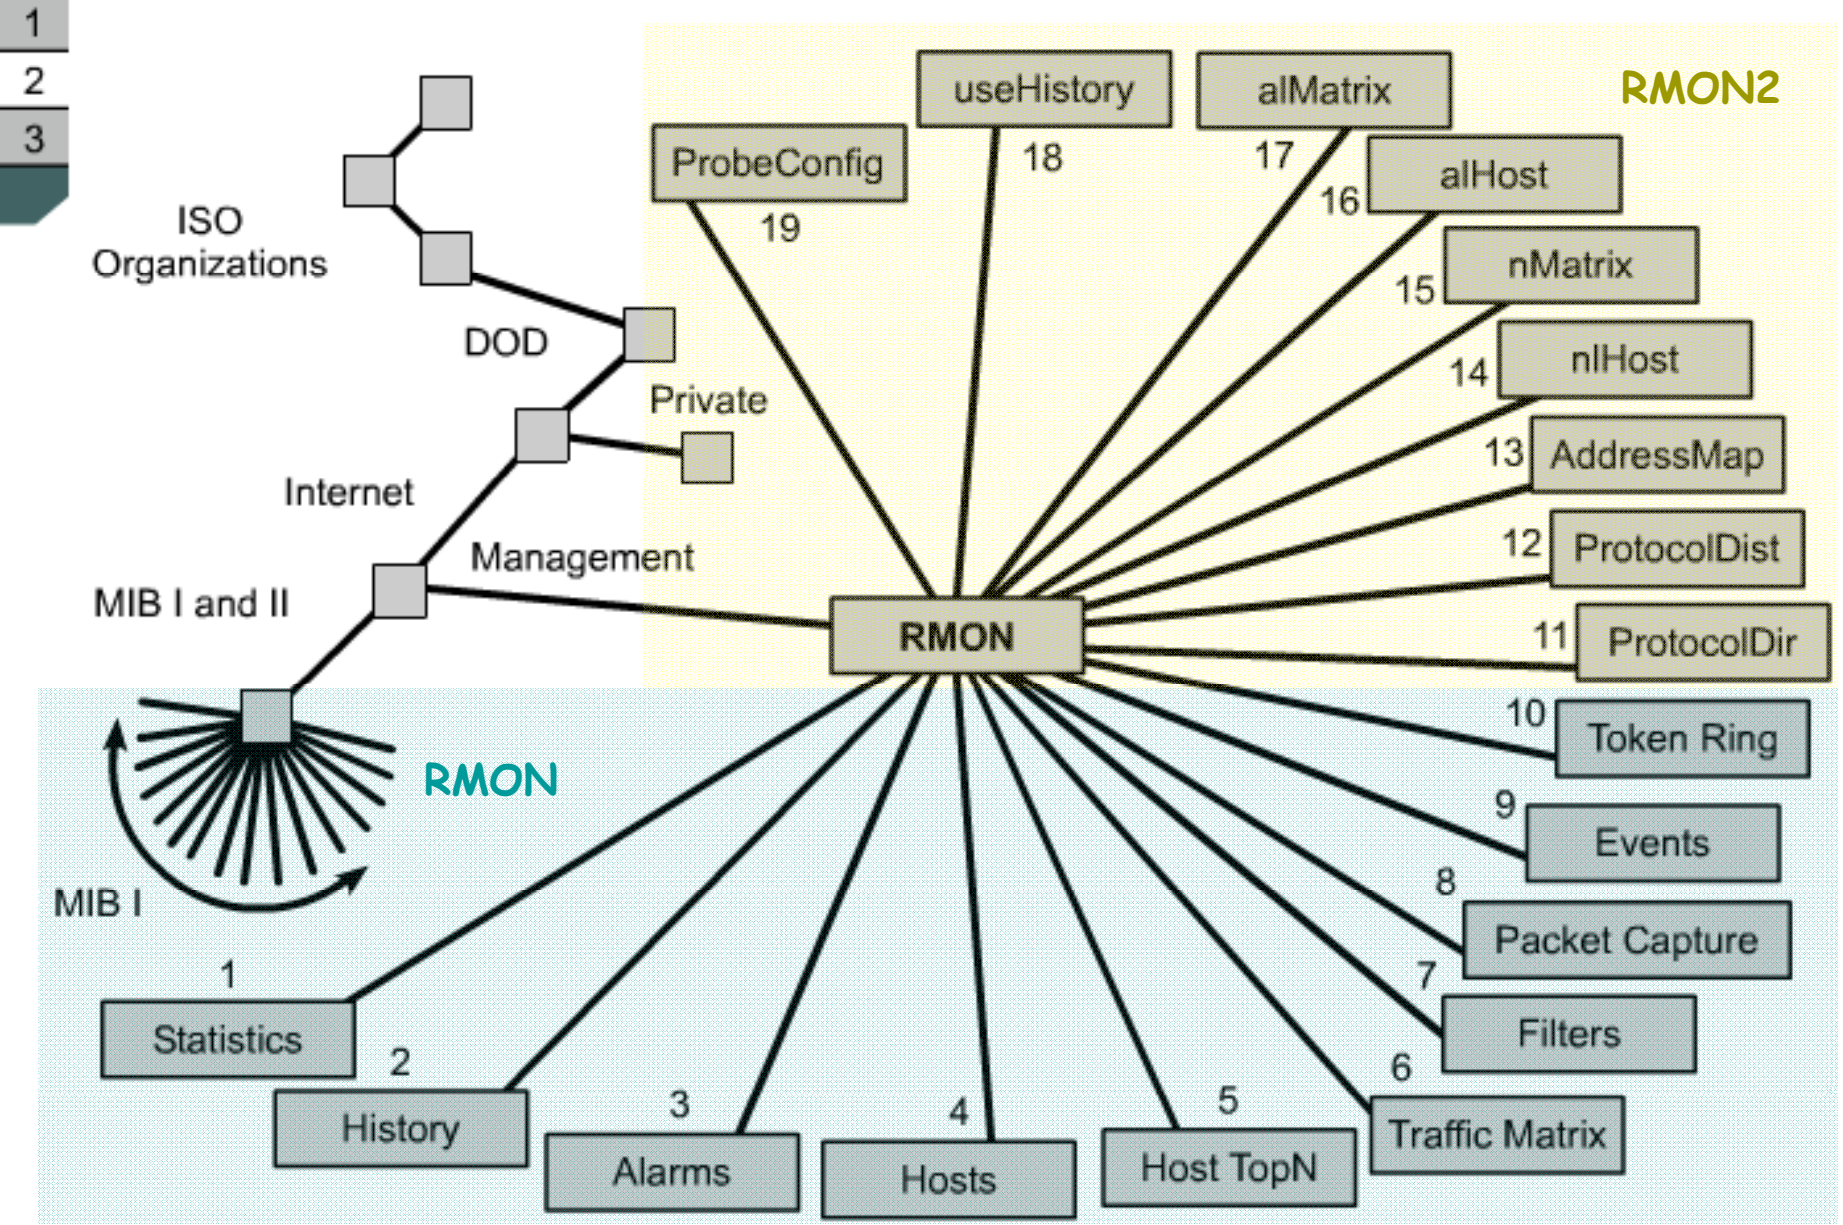 1
2
3
RMON2
useHistory
18
alMatrix
17
ProbeConfig
19
alHost
16
nMatrix
15
nlHost
14
AddressMap
13
ProtocolDist
12
ProtocolDir
11
ISO
Organizations
DOD
Private
Internet
Management
MIB I and II
RMON
RMON
MIB I
10
Token Ring
9
Events
8
Packet Capture
7
Filters
6
Traffic Matrix
5
Host TopN
4
Hosts
3
Alarms
2
History
1
Statistics